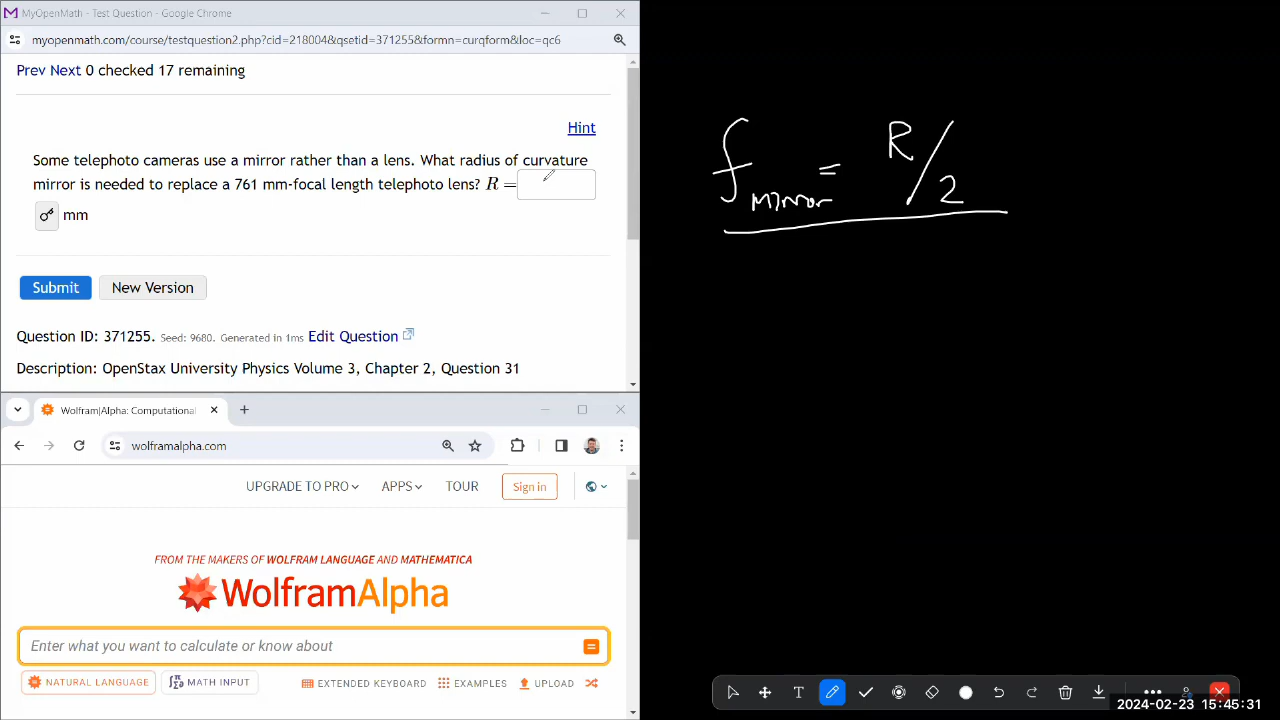 MyOpenMath - Test Question - Google Chrome
myopenmath.com/course/testquestion2.php?cid=218004&qsetid=371255&formn=curqform&loc=qc6
Prev Next 0 checked 17 remaining
Hint
Some telephoto cameras use a mirror rather than a lens. What radius of curvature
mirror is needed to replace a 761 mm-focal length telephoto lens? R =
mm
Submit New Version
Question ID: 371255. Seed: 9680. Generated in 1ms Edit Question
Description: OpenStax University Physics Volume 3, Chapter 2, Question 31
Wolfram|Alpha: Computational
wolframalpha.com
UPGRADE TO PRO APPS TOUR Sign in
FROM THE MAKERS OF WOLFRAM LANGUAGE AND MATHEMATICA
WolframAlpha
Enter what you want to calculate or know about
NATURAL LANGUAGE MATH INPUT EXTENDED KEYBOARD EXAMPLES UPLOAD
f mirror = R/2
2024-02-23 15:45:31